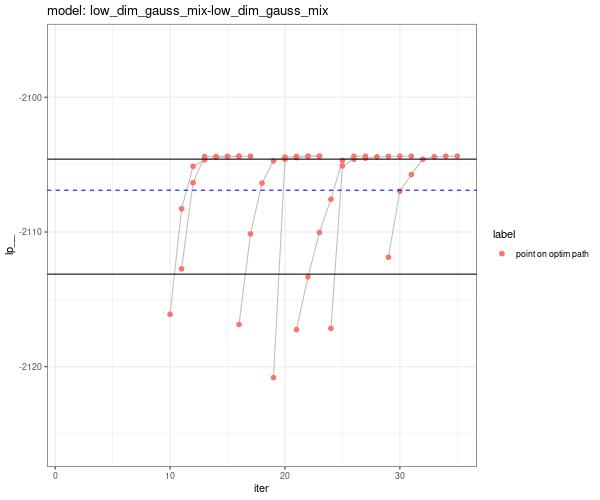 model: low_dim_gauss_mix-low_dim_gauss_mix
-2100
-2110
-2120
lp__
0
10
20
30
iter
label
point on optim path